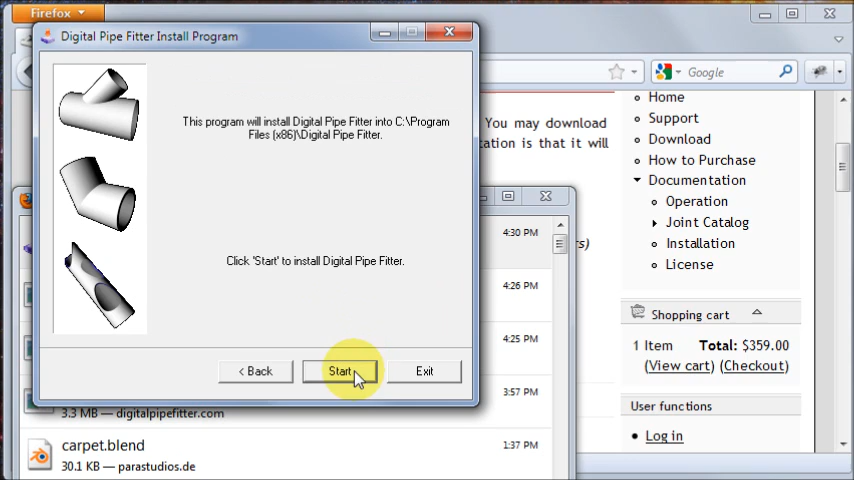 Firefox
Digital Pipe Fitter Install Program
This program will install Digital Pipe Fitter into C:\Program
Files (x86)\Digital Pipe Fitter.
Click 'Start' to install Digital Pipe Fitter.
< Back
Start
Exit
Google
You may download
tation is that it will
s)
4:30 PM
4:26 PM
4:25 PM
3:57 PM
3.3 MB — digitalpipefitter.com
carpet.blend
1:37 PM
30.1 KB — parastudios.de
Home
Support
Download
How to Purchase
Documentation
Operation
Joint Catalog
Installation
License
Shopping cart
1 Item Total: $359.00
(View cart) (Checkout)
User functions
Log in